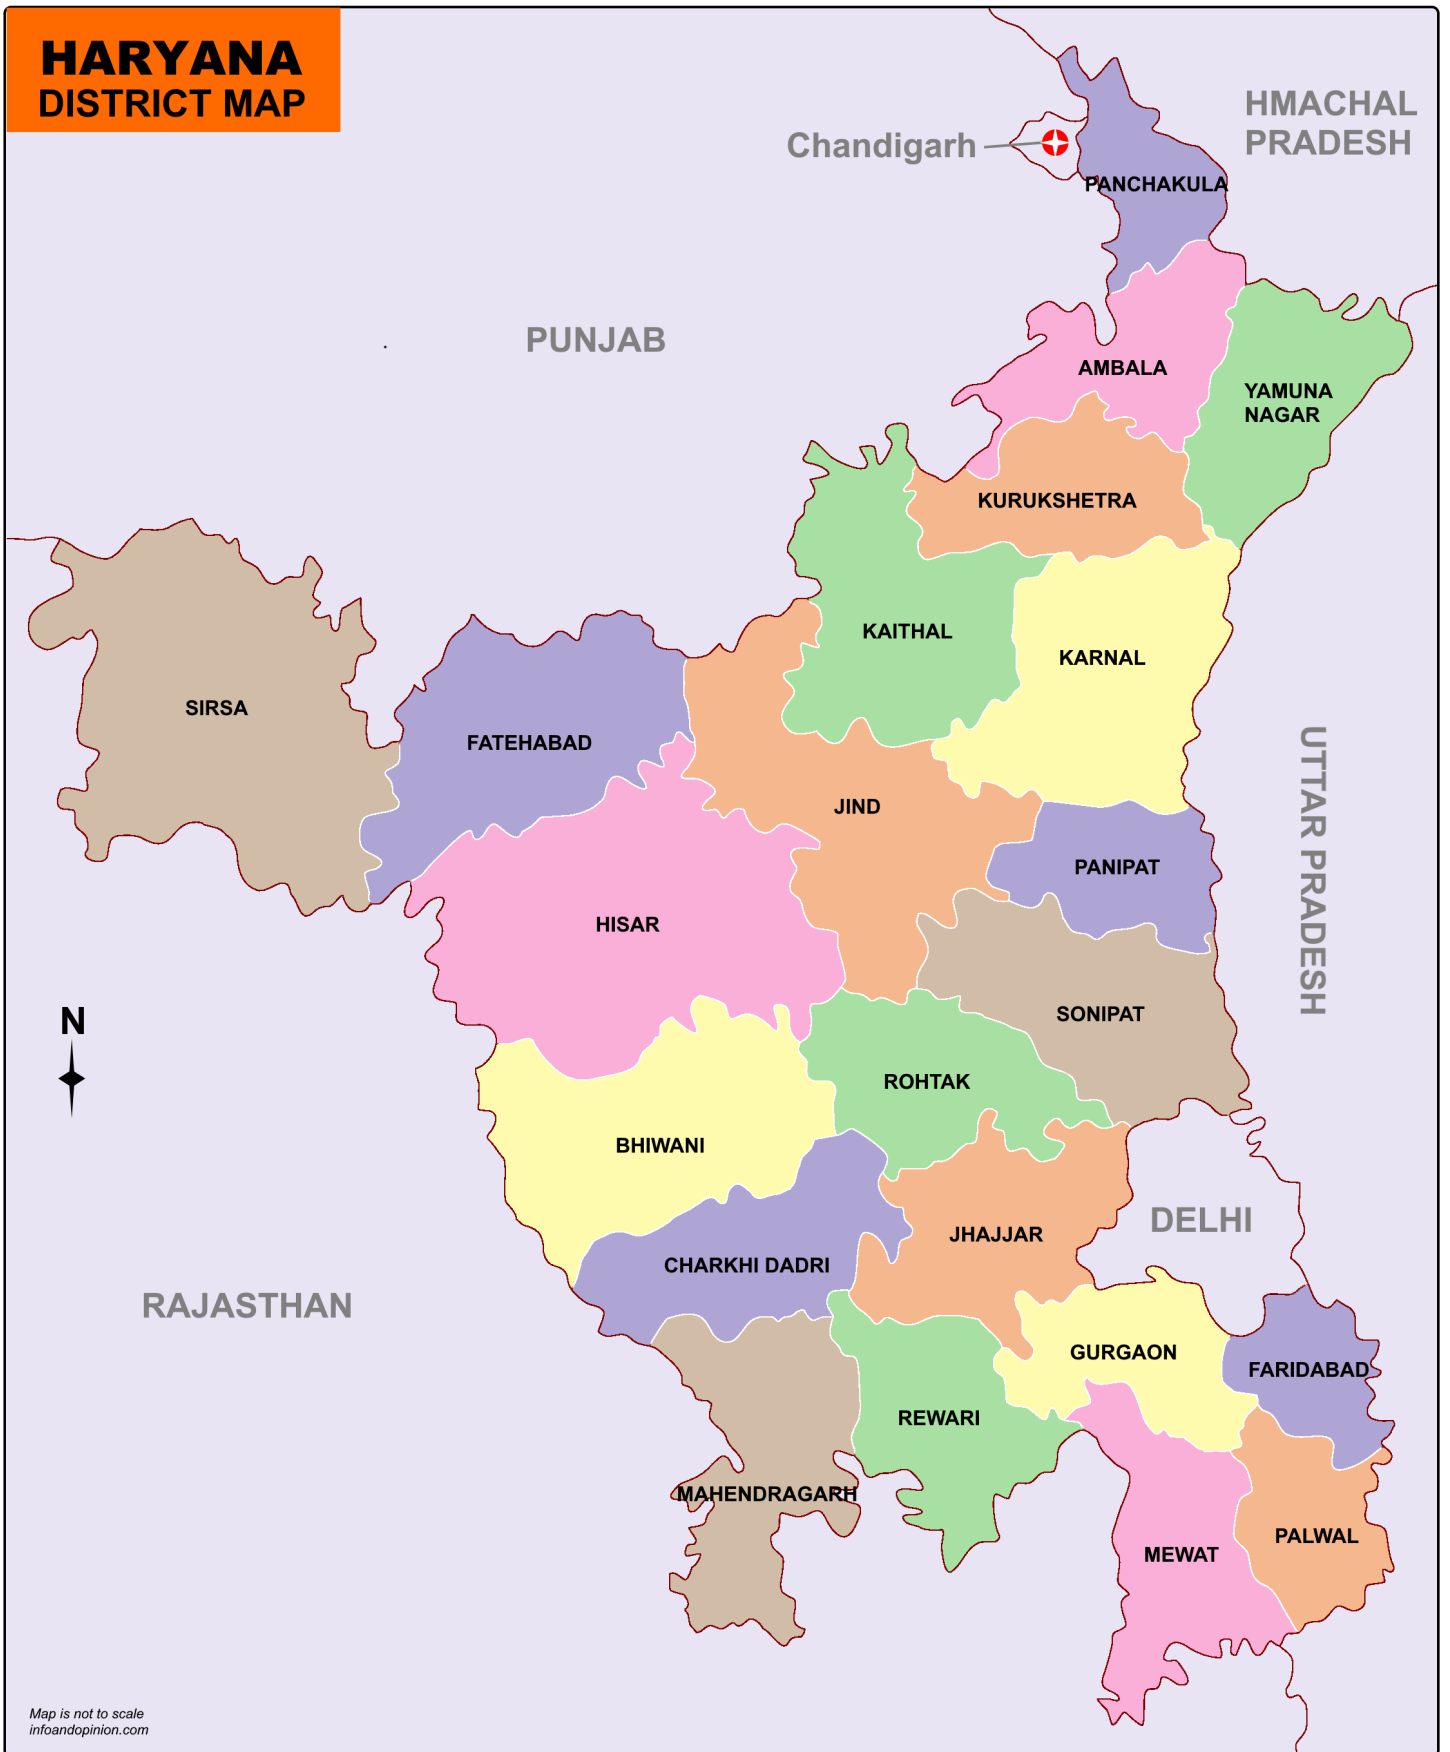 HARYANA
DISTRICT MAP
HMACHAL
PRADESH
Chandigarh
PANCHAKULA
PUNJAB
AMBALA
YAMUNA
NAGAR
KURUKSHETRA
KAITHAL
KARNAL
SIRSA
FATEHABAD
JIND
UTTAR PRADESH
PANIPAT
HISAR
SONIPAT
N
ROHTAK
BHIWANI
DELHI
JHAJJAR
CHARKHI DADRI
RAJASTHAN
GURGAON
FARIDABAD
REWARI
MAHENDRAGARH
PALWAL
MEWAT
Map is not to scale
infoandopinion.com